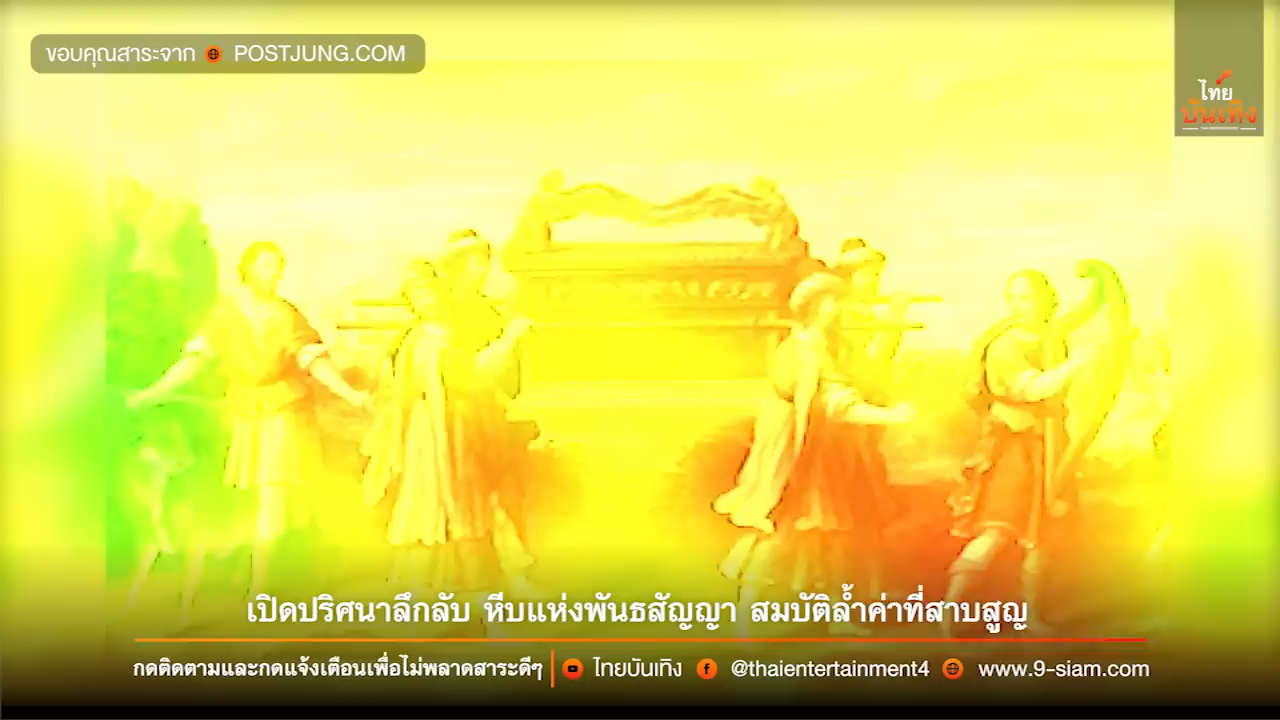 ขอบคุณสาระจาก POSTJUNG.COM
ไทย
บันเทิง
เปิดปริศนาลึกลับ หีบแห่งพันธสัญญา สมบัติล้ำค่าที่สาบสูญ
กดติดตามและกดแจ้งเตือนเพื่อไม่พลาดสาระดีๆ ไทยบันเทิง @thaientertainment4 www.9-siam.com